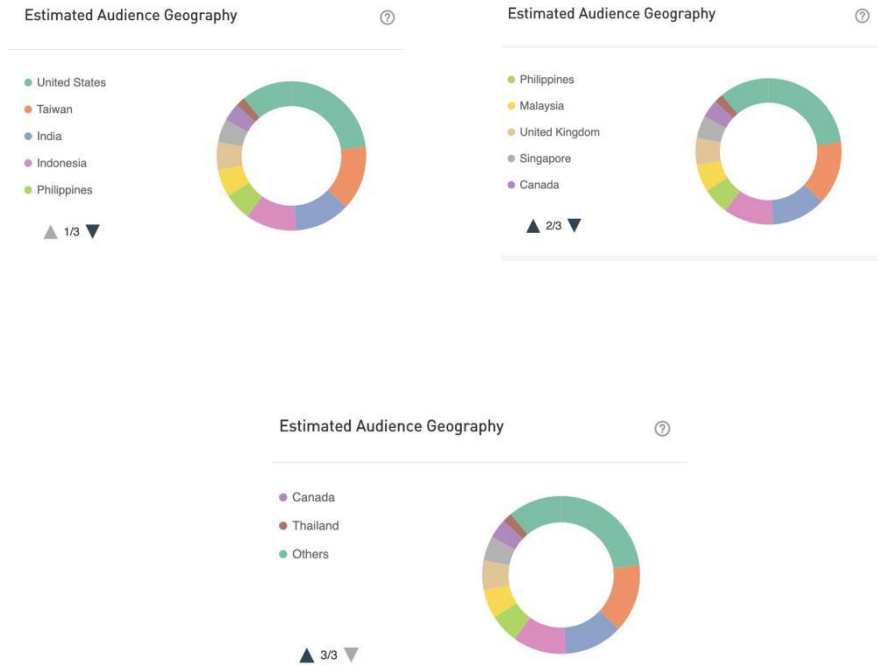 Estimated Audience Geography
?
United States
Taiwan
India
Indonesia
Philippines
1/3
Estimated Audience Geography
?
Philippines
Malaysia
United Kingdom
Singapore
Canada
2/3
Estimated Audience Geography
?
Canada
Thailand
Others
3/3